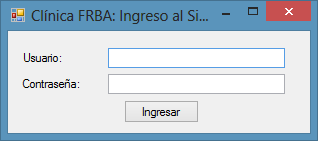 Clínica FRBA: Ingreso al Si...
Usuario:
Contraseña:
Ingresar